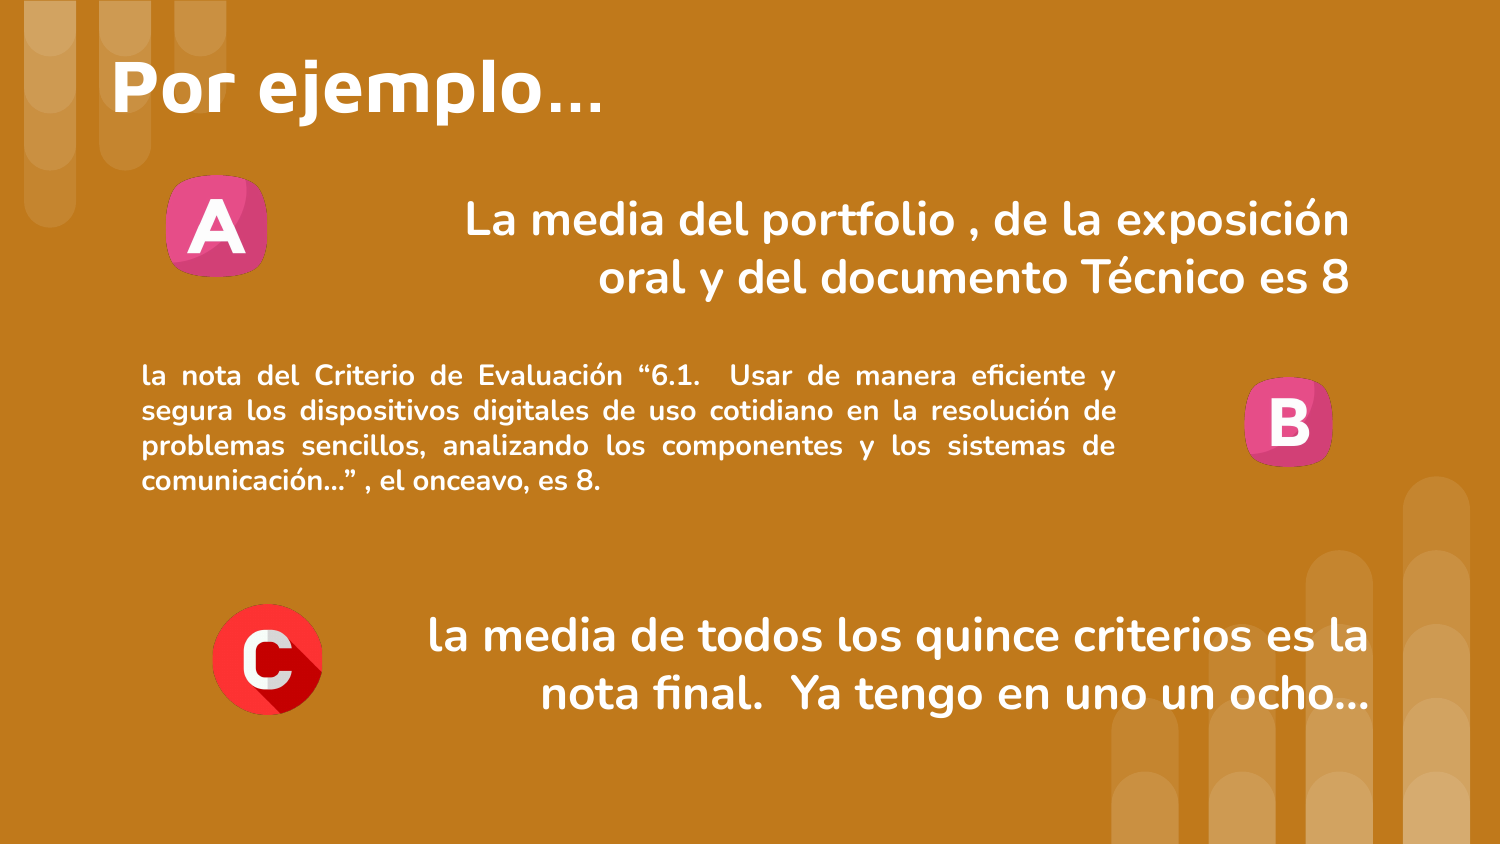 Por ejemplo...
A
La media del portfolio , de la exposición
oral y del documento Técnico es 8
la nota del Criterio de Evaluación “6.1. Usar de manera eficiente y
segura los dispositivos digitales de uso cotidiano en la resolución de
problemas sencillos, analizando los componentes y los sistemas de
comunicación...” , el onceavo, es 8.
B
C
la media de todos los quince criterios es la
nota final. Ya tengo en uno un ocho...